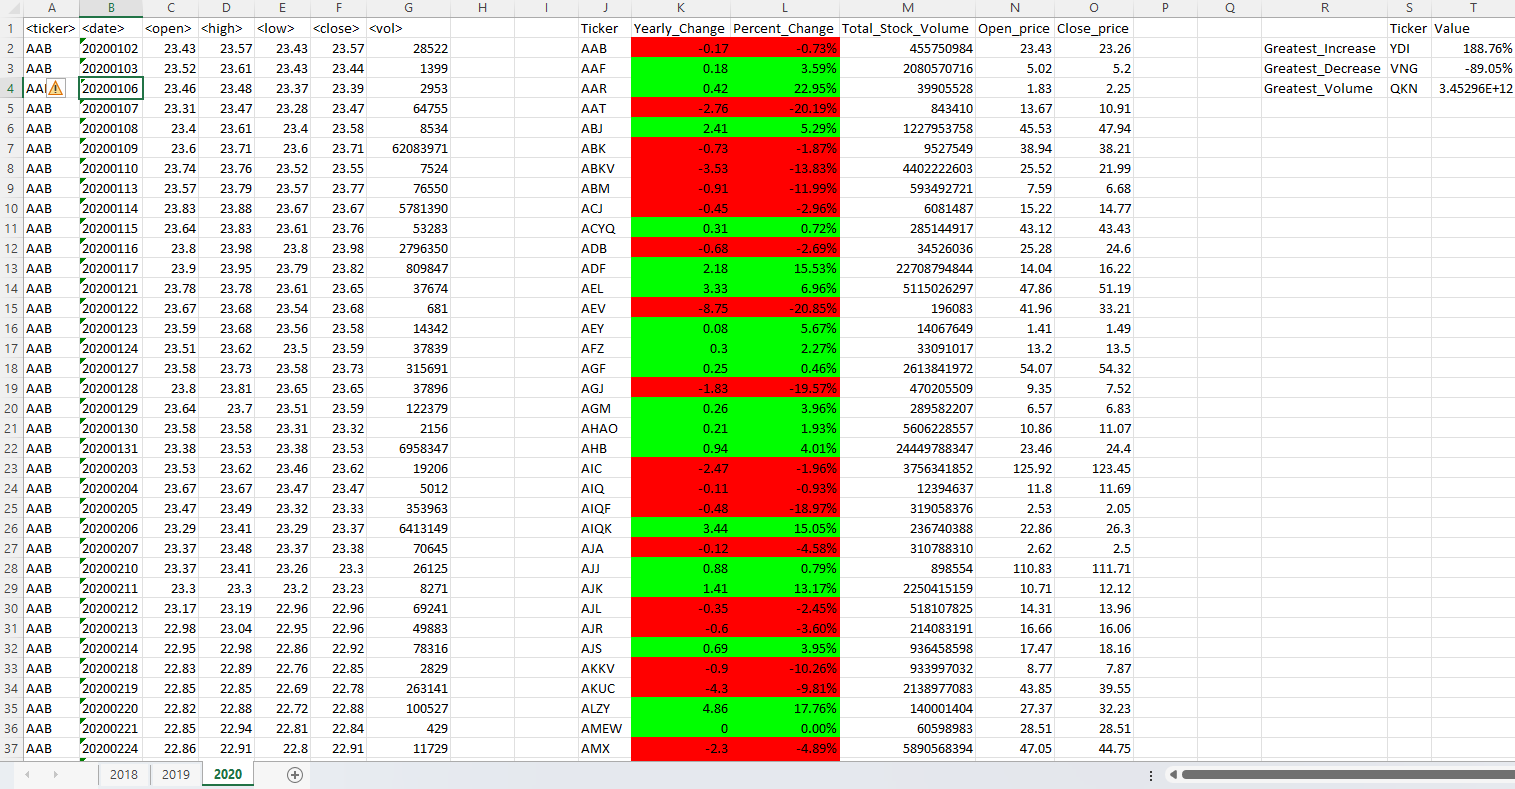 A B C D E F G H I J K L M N O P Q R S T
1 <ticker> <date> <open> <high> <low> <close> <vol> Ticker Yearly_Change Percent_Change Total_Stock_Volume Open_price Close_price Ticker Value
2 AAB 20200102 23.43 23.57 23.43 23.57 28522 AAB -0.17 -0.73% 455750984 23.43 23.26 Greatest_Increase YDI 188.76%
3 AAB 20200103 23.52 23.61 23.43 23.44 1399 AAF 0.18 3.59% 2080570716 5.02 5.2 Greatest_Decrease VNG -89.05%
4 AA 20200106 23.46 23.48 23.37 23.39 2953 AAR 0.42 22.95% 39905528 1.83 2.25 Greatest_Volume QKN 3.45296E+12
5 AAB 20200107 23.31 23.47 23.28 23.47 64755 AAT -2.76 -20.19% 843410 13.67 10.91
6 AAB 20200108 23.4 23.61 23.4 23.58 8534 ABJ 2.41 5.29% 1227953758 45.53 47.94
7 AAB 20200109 23.6 23.71 23.6 23.71 62083971 ABK -0.73 -1.87% 9527549 38.94 38.21
8 AAB 20200110 23.74 23.76 23.52 23.55 7524 ABKV -3.53 -13.83% 4402222603 25.52 21.99
9 AAB 20200113 23.57 23.79 23.57 23.77 76550 ABM -0.91 -11.99% 593492721 7.59 6.68
10 AAB 20200114 23.83 23.88 23.67 23.67 5781390 ACJ -0.45 -2.96% 6081487 15.22 14.77
11 AAB 20200115 23.64 23.83 23.61 23.76 53283 ACYQ 0.31 0.72% 285144917 43.12 43.43
12 AAB 20200116 23.8 23.98 23.8 23.98 2796350 ADB -0.68 -2.69% 34526036 25.28 24.6
13 AAB 20200117 23.9 23.95 23.79 23.82 809847 ADF 2.18 15.53% 22708794844 14.04 16.22
14 AAB 20200121 23.78 23.78 23.61 23.65 37674 AEL 3.33 6.96% 5115026297 47.86 51.19
15 AAB 20200122 23.67 23.68 23.54 23.68 681 AEV -8.75 -20.85% 196083 41.96 33.21
16 AAB 20200123 23.59 23.68 23.56 23.58 14342 AEY 0.08 5.67% 14067649 1.41 1.49
17 AAB 20200124 23.51 23.62 23.5 23.59 37839 AFZ 0.3 2.27% 33091017 13.2 13.5
18 AAB 20200127 23.58 23.73 23.58 23.73 315691 AGF 0.25 0.46% 2613841972 54.07 54.32
19 AAB 20200128 23.8 23.81 23.65 23.65 37896 AGJ -1.83 -19.57% 470205509 9.35 7.52
20 AAB 20200129 23.64 23.7 23.51 23.59 122379 AGM 0.26 3.96% 289582207 6.57 6.83
21 AAB 20200130 23.58 23.58 23.31 23.32 2156 AHAO 0.21 1.93% 5606228557 10.86 11.07
22 AAB 20200131 23.38 23.53 23.38 23.53 6958347 AHB 0.94 4.01% 24449788347 23.46 24.4
23 AAB 20200203 23.53 23.62 23.46 23.62 19206 AIC -2.47 -1.96% 3756341852 125.92 123.45
24 AAB 20200204 23.67 23.67 23.47 23.47 5012 AIQ -0.11 -0.93% 12394637 11.8 11.69
25 AAB 20200205 23.47 23.49 23.32 23.33 353963 AIQF -0.48 -18.97% 319058376 2.53 2.05
26 AAB 20200206 23.29 23.41 23.29 23.37 6413149 AIQK 3.44 15.05% 236740388 22.86 26.3
27 AAB 20200207 23.37 23.48 23.37 23.38 70645 AJA -0.12 -4.58% 310788310 2.62 2.5
28 AAB 20200210 23.37 23.41 23.26 23.3 26125 AJJ 0.88 0.79% 898554 110.83 111.71
29 AAB 20200211 23.3 23.3 23.2 23.23 8271 AJK 1.41 13.17% 2250415159 10.71 12.12
30 AAB 20200212 23.17 23.19 22.96 22.96 69241 AJL -0.35 -2.45% 518107825 14.31 13.96
31 AAB 20200213 22.98 23.04 22.95 22.96 49883 AJR -0.6 -3.60% 214083191 16.66 16.06
32 AAB 20200214 22.95 22.98 22.86 22.92 78316 AJS 0.69 3.95% 936458598 17.47 18.16
33 AAB 20200218 22.83 22.89 22.76 22.85 2829 AKKV -0.9 -10.26% 933997032 8.77 7.87
34 AAB 20200219 22.85 22.85 22.69 22.78 263141 AKUC -4.3 -9.81% 2138977083 43.85 39.55
35 AAB 20200220 22.82 22.88 22.72 22.88 100527 ALZY 4.86 17.76% 140001404 27.37 32.23
36 AAB 20200221 22.85 22.94 22.81 22.84 429 AMEW 0 0.00% 60598983 28.51 28.51
37 AAB 20200224 22.86 22.91 22.8 22.91 11729 AMX -2.3 -4.89% 5890568394 47.05 44.75
2018 2019 2020